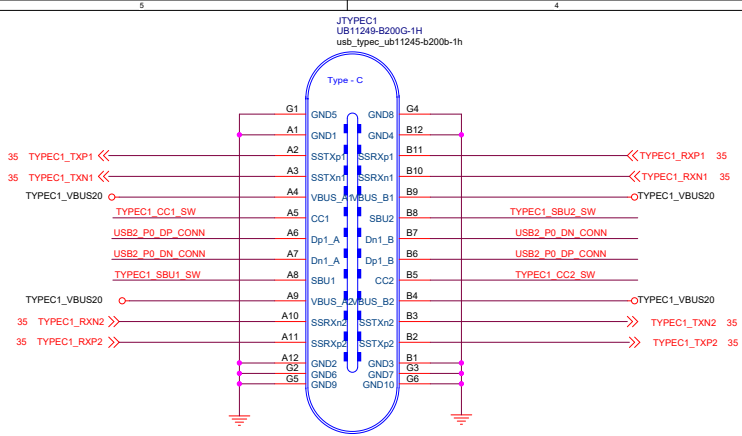 5 4
JTYPEC1
UB11249-B200G-1H
usb_typec_ub11245-b200b-1h
Type - C
G1 GND5 GND8 G4
A1 GND1 GND4 B12
35 TYPEC1_TXP1 A2 SSTXp1 SSRXp1 B11 TYPEC1_RXP1 35
35 TYPEC1_TXN1 A3 SSTXn1 SSRXn1 B10 TYPEC1_RXN1 35
TYPEC1_VBUS20 A4 VBUS_A1 VBUS_B1 B9 TYPEC1_VBUS20
TYPEC1_CC1_SW A5 CC1 SBU2 B8 TYPEC1_SBU2_SW
USB2_P0_DP_CONN A6 Dp1_A Dn1_B B7 USB2_P0_DN_CONN
USB2_P0_DN_CONN A7 Dn1_A Dp1_B B6 USB2_P0_DP_CONN
TYPEC1_SBU1_SW A8 SBU1 CC2 B5 TYPEC1_CC2_SW
TYPEC1_VBUS20 A9 VBUS_A2 VBUS_B2 B4 TYPEC1_VBUS20
35 TYPEC1_RXN2 A10 SSRXn2 SSTXn2 B3 TYPEC1_TXN2 35
35 TYPEC1_RXP2 A11 SSRXp2 SSTXp2 B2 TYPEC1_TXP2 35
A12 GND2 GND3 B1
G2 GND6 GND7 G3
G5 GND9 GND10 G6